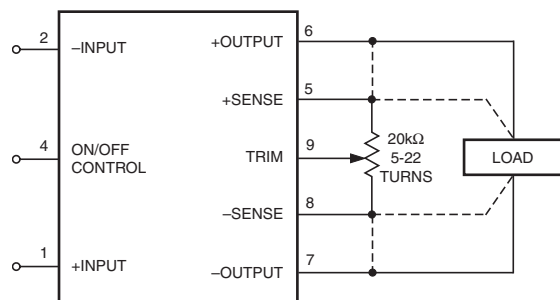 2
–INPUT
+OUTPUT
6
+SENSE
5
4
ON/OFF
CONTROL
TRIM
9
20kΩ
5-22
TURNS
LOAD
–SENSE
8
1
+INPUT
–OUTPUT
7